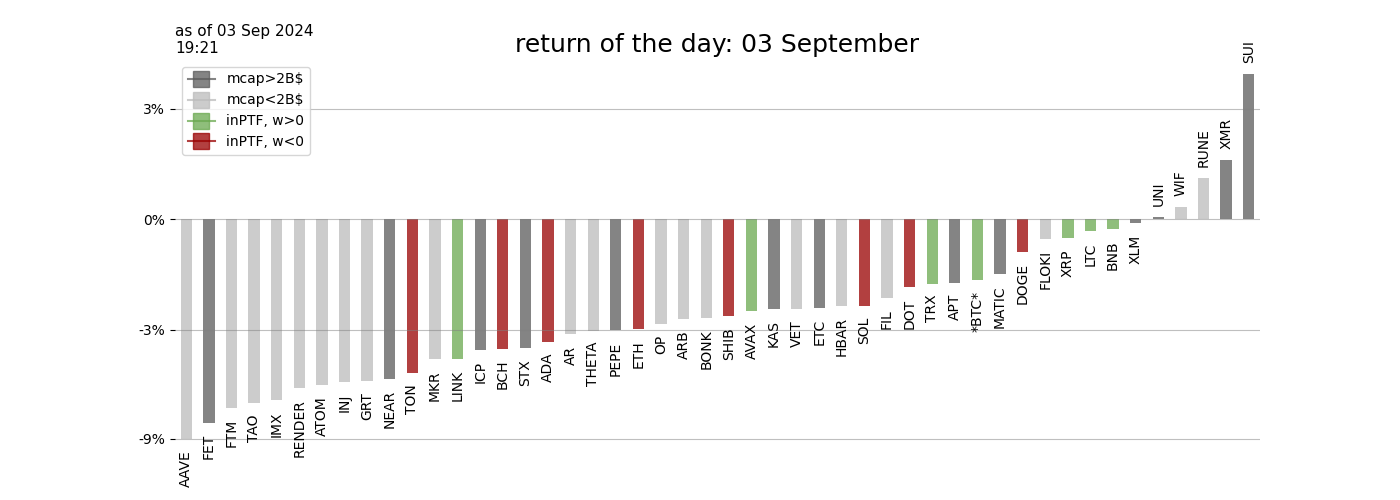 as of 03 Sep 2024
19:21
return of the day: 03 September
mcap>2B$
mcap<2B$
inPTF, w>0
inPTF, w<0
3%
0%
-3%
-9%
AAVE
FET
FTM
TAO
IMX
RENDER
ATOM
INJ
GRT
NEAR
TON
MKR
LINK
ICP
BCH
STX
ADA
AR
THETA
PEPE
ETH
OP
ARB
BONK
SHIB
AVAX
KAS
VET
ETC
HBAR
SOL
FIL
DOT
TRX
APT
*BTC*
MATIC
DOGE
FLOKI
XRP
LTC
BNB
XLM
UNI
WIF
RUNE
XMR
SUI